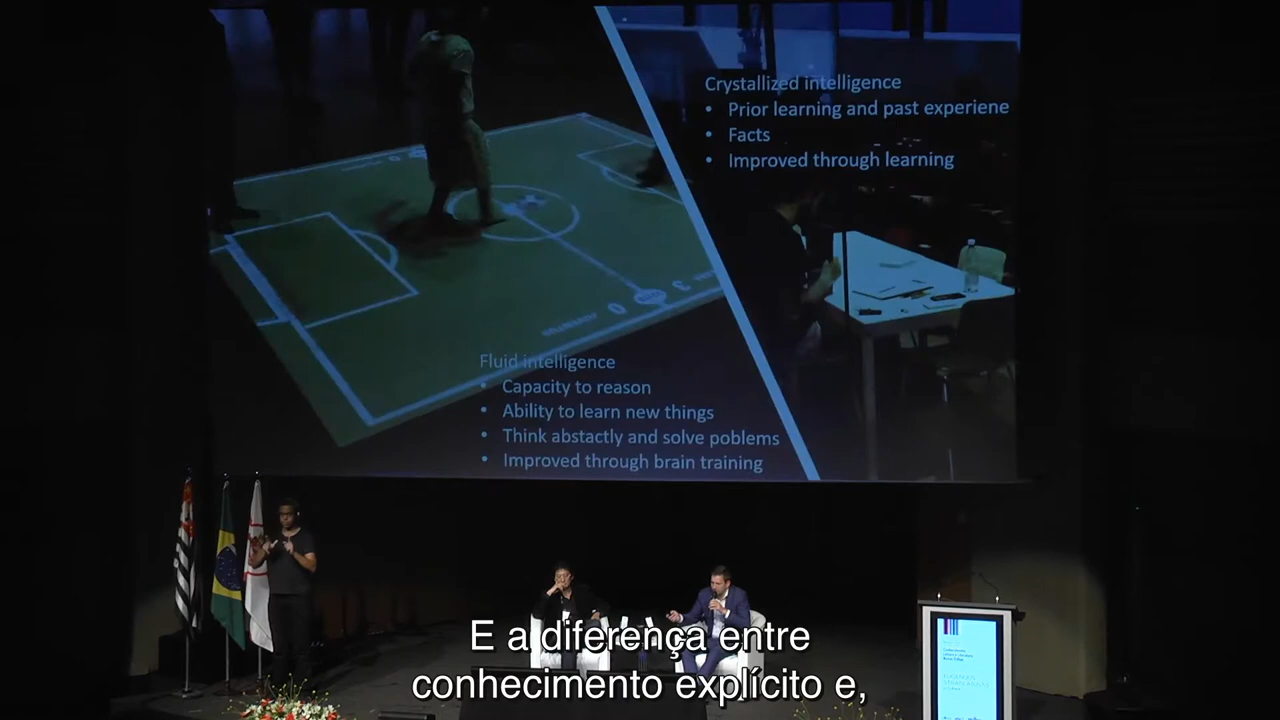 Crystallized intelligence
• Prior learning and past experiene
• Facts
• Improved through learning
Fluid intelligence
• Capacity to reason
• Ability to learn new things
• Think abstactly and solve poblems
• Improved through brain training
E a diferença entre
conhecimento explícito e,